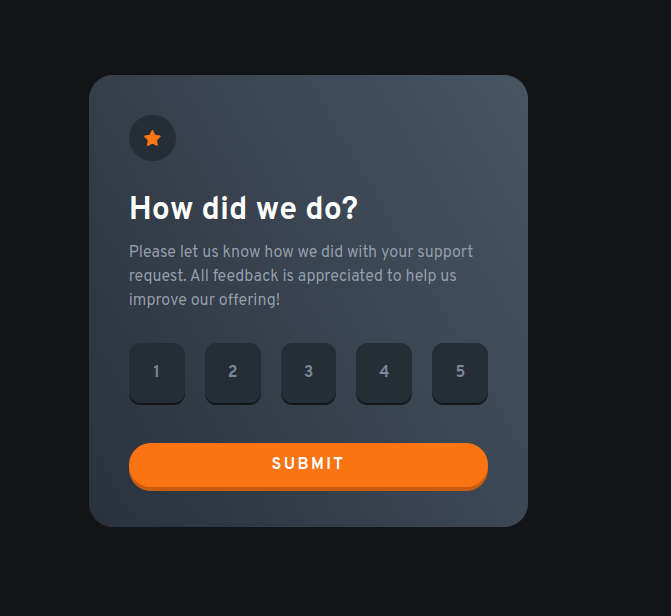 How did we do?
Please let us know how we did with your support
request. All feedback is appreciated to help us
improve our offering!
1 2 3 4 5
SUBMIT